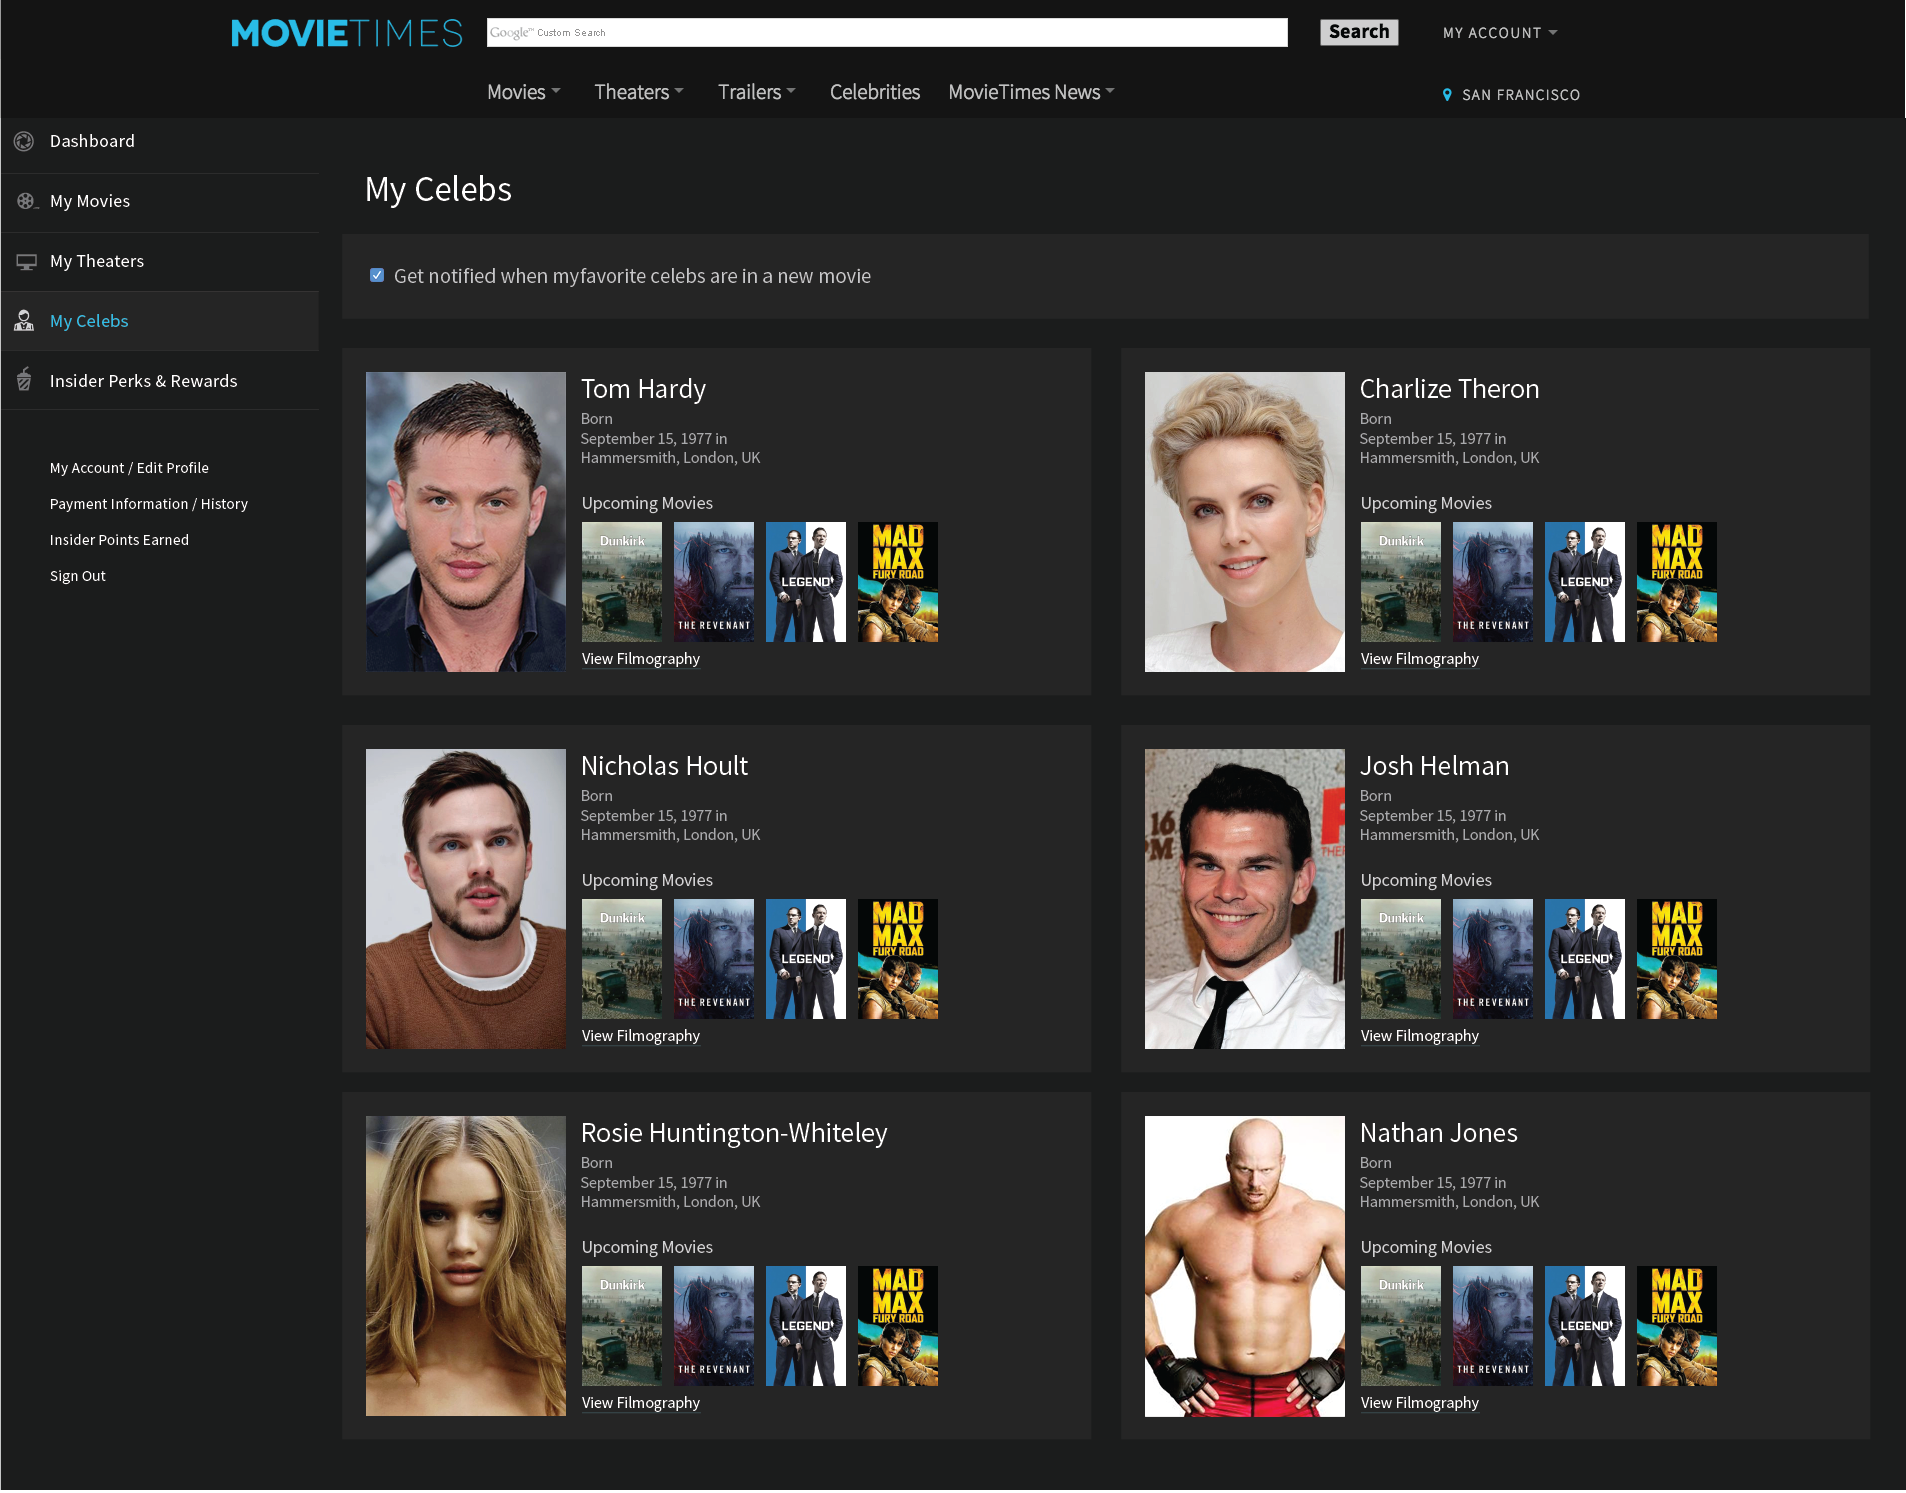 MOVIETIMES
Google™ Custom Search
Search
MY ACCOUNT
Movies
Theaters
Trailers
Celebrities
MovieTimes News
SAN FRANCISCO
Dashboard
My Movies
My Theaters
My Celebs
Insider Perks & Rewards
My Account / Edit Profile
Payment Information / History
Insider Points Earned
Sign Out
My Celebs
Get notified when myfavorite celebs are in a new movie
Tom Hardy
Born
September 15, 1977 in
Hammersmith, London, UK
Upcoming Movies
Dunkirk
THE REVENANT
LEGEND
MAD
MAX
FURY ROAD
View Filmography
Charlize Theron
Born
September 15, 1977 in
Hammersmith, London, UK
Upcoming Movies
Dunkirk
THE REVENANT
LEGEND
MAD
MAX
FURY ROAD
View Filmography
Nicholas Hoult
Born
September 15, 1977 in
Hammersmith, London, UK
Upcoming Movies
Dunkirk
THE REVENANT
LEGEND
MAD
MAX
FURY ROAD
View Filmography
16
PM
THE
Josh Helman
Born
September 15, 1977 in
Hammersmith, London, UK
Upcoming Movies
Dunkirk
THE REVENANT
LEGEND
MAD
MAX
FURY ROAD
View Filmography
Rosie Huntington-Whiteley
Born
September 15, 1977 in
Hammersmith, London, UK
Upcoming Movies
Dunkirk
THE REVENANT
LEGEND
MAD
MAX
FURY ROAD
View Filmography
Nathan Jones
Born
September 15, 1977 in
Hammersmith, London, UK
Upcoming Movies
Dunkirk
THE REVENANT
LEGEND
MAD
MAX
FURY ROAD
View Filmography